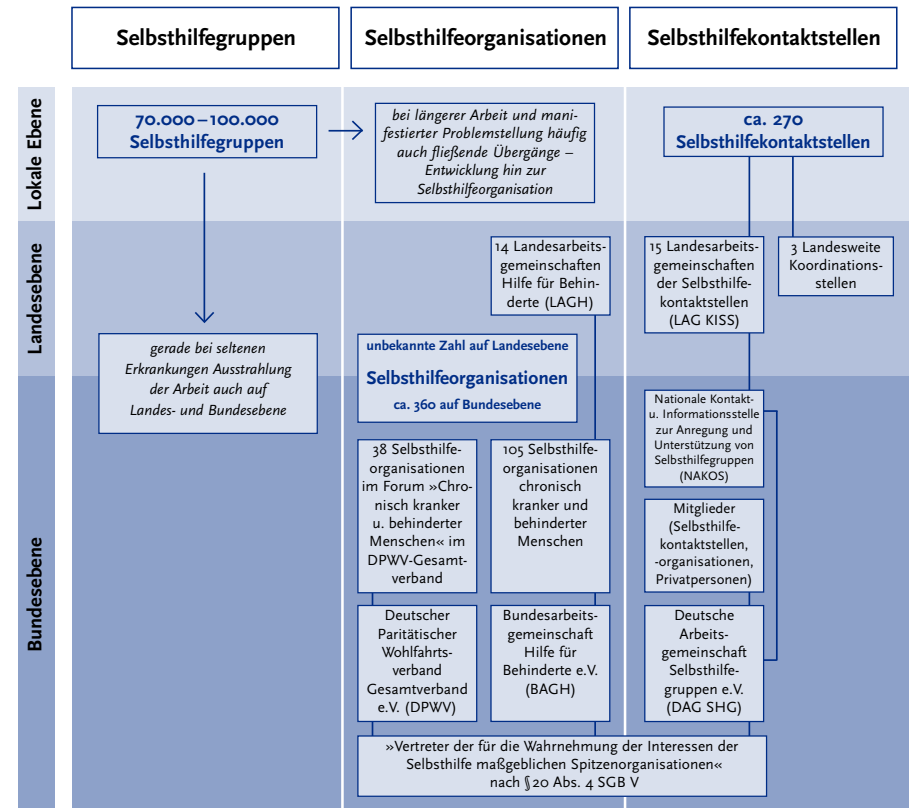 Selbsthilfegruppen
Selbsthilfeorganisationen
Selbsthilfekontaktstellen
Lokale Ebene
70.000–100.000
Selbsthilfegruppen
bei längerer Arbeit und mani-
festierter Problemstellung häufig
auch fließende Übergänge –
Entwicklung hin zur
Selbsthilfeorganisation
ca. 270
Selbsthilfekontaktstellen
Landesebene
14 Landesarbeits-
gemeinschaften
Hilfe für Behin-
derte (LAGH)
15 Landesarbeits-
gemeinschaften
der Selbsthilfe-
kontaktstellen
(LAG KISS)
3 Landesweite
Koordinations-
stellen
gerade bei seltenen
Erkrankungen Ausstrahlung
der Arbeit auch auf
Landes- und Bundesebene
unbekannte Zahl auf Landesebene
Selbsthilfeorganisationen
ca. 360 auf Bundesebene
Bundesebene
Nationale Kontakt-
u. Informationsstelle
zur Anregung und
Unterstützung von
Selbsthilfegruppen
(NAKOS)
38 Selbsthilfe-
organisationen
im Forum »Chro-
nisch kranker
u. behinderter
Menschen« im
DPWV-Gesamt-
verband
105 Selbsthilfe-
organisationen
chronisch
kranker und
behinderter
Menschen
Mitglieder
(Selbsthilfe-
kontaktstellen,
-organisationen,
Privatpersonen)
Deutscher
Paritätischer
Wohlfahrts-
verband
Gesamtverband
e.V. (DPWV)
Bundesarbeits-
gemeinschaft
Hilfe für
Behinderte e.V.
(BAGH)
Deutsche
Arbeits-
gemeinschaft
Selbsthilfe-
gruppen e.V.
(DAG SHG)
»Vertreter der für die Wahrnehmung der Interessen der
Selbsthilfe maßgeblichen Spitzenorganisationen«
nach § 20 Abs. 4 SGB V